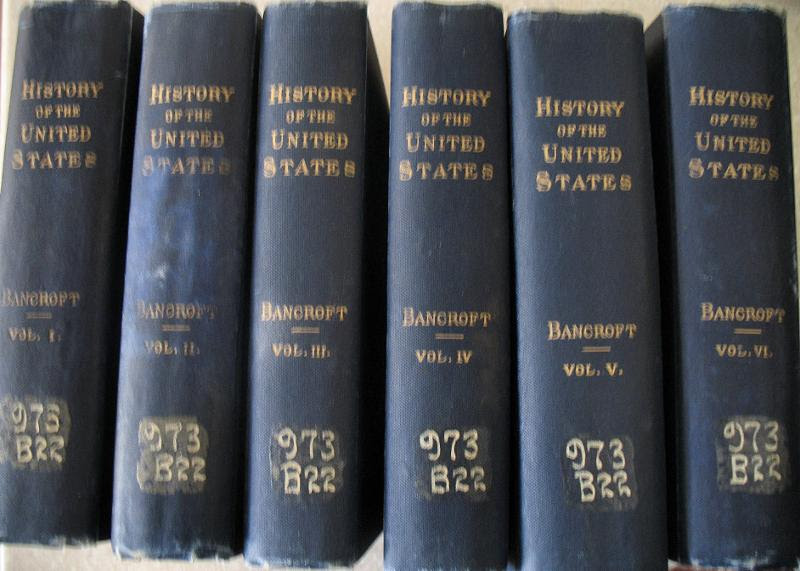 HISTORY
OF THE
UNITED
STATES
BANCROFT
VOL. I.
973
B22
HISTORY
OF THE
UNITED
STATES
BANCROFT
VOL. II.
973
B22
HISTORY
OF THE
UNITED
STATES
BANCROFT
VOL. III.
973
B22
HISTORY
OF THE
UNITED
STATES
BANCROFT
VOL. IV
973
B22
HISTORY
OF THE
UNITED
STATES
BANCROFT
VOL. V.
973
B22
HISTORY
OF THE
UNITED
STATES
BANCROFT
VOL. VI.
973
B22